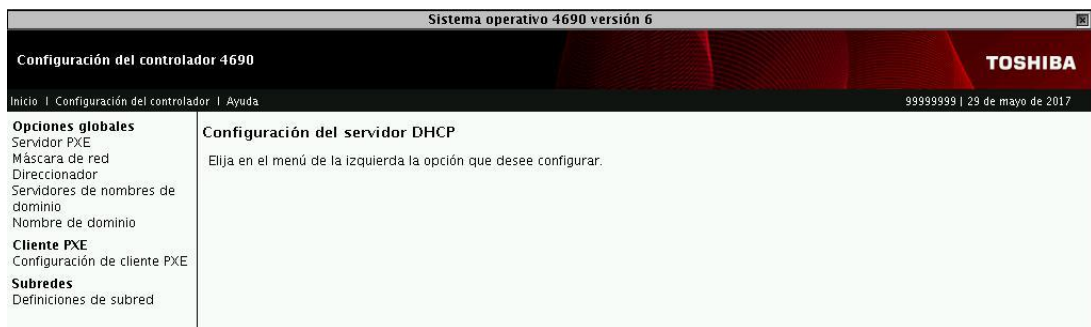 Sistema operativo 4690 versión 6
Configuración del controlador 4690
TOSHIBA
Inicio | Configuración del controlador | Ayuda
99999999 | 29 de mayo de 2017
Opciones globales
Servidor PXE
Máscara de red
Direccionador
Servidores de nombres de
dominio
Nombre de dominio
Cliente PXE
Configuración de cliente PXE
Subredes
Definiciones de subred
Configuración del servidor DHCP
Elija en el menú de la izquierda la opción que desee configurar.